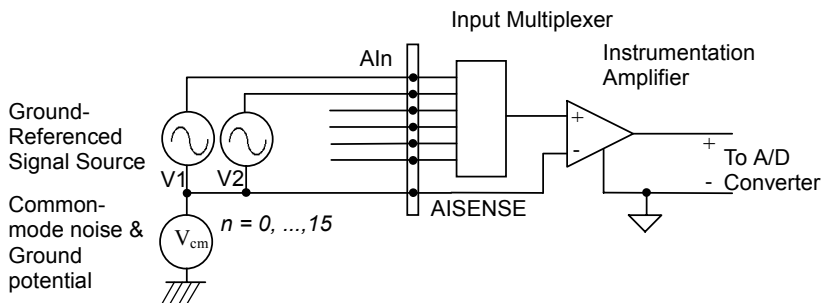 Input Multiplexer
AIn
Instrumentation
Amplifier
Ground-
Referenced
Signal Source
V1
V2
+
-
+
-
To A/D
Converter
AISENSE
Common-
mode noise &
Ground
potential
Vcm
n = 0, ...,15